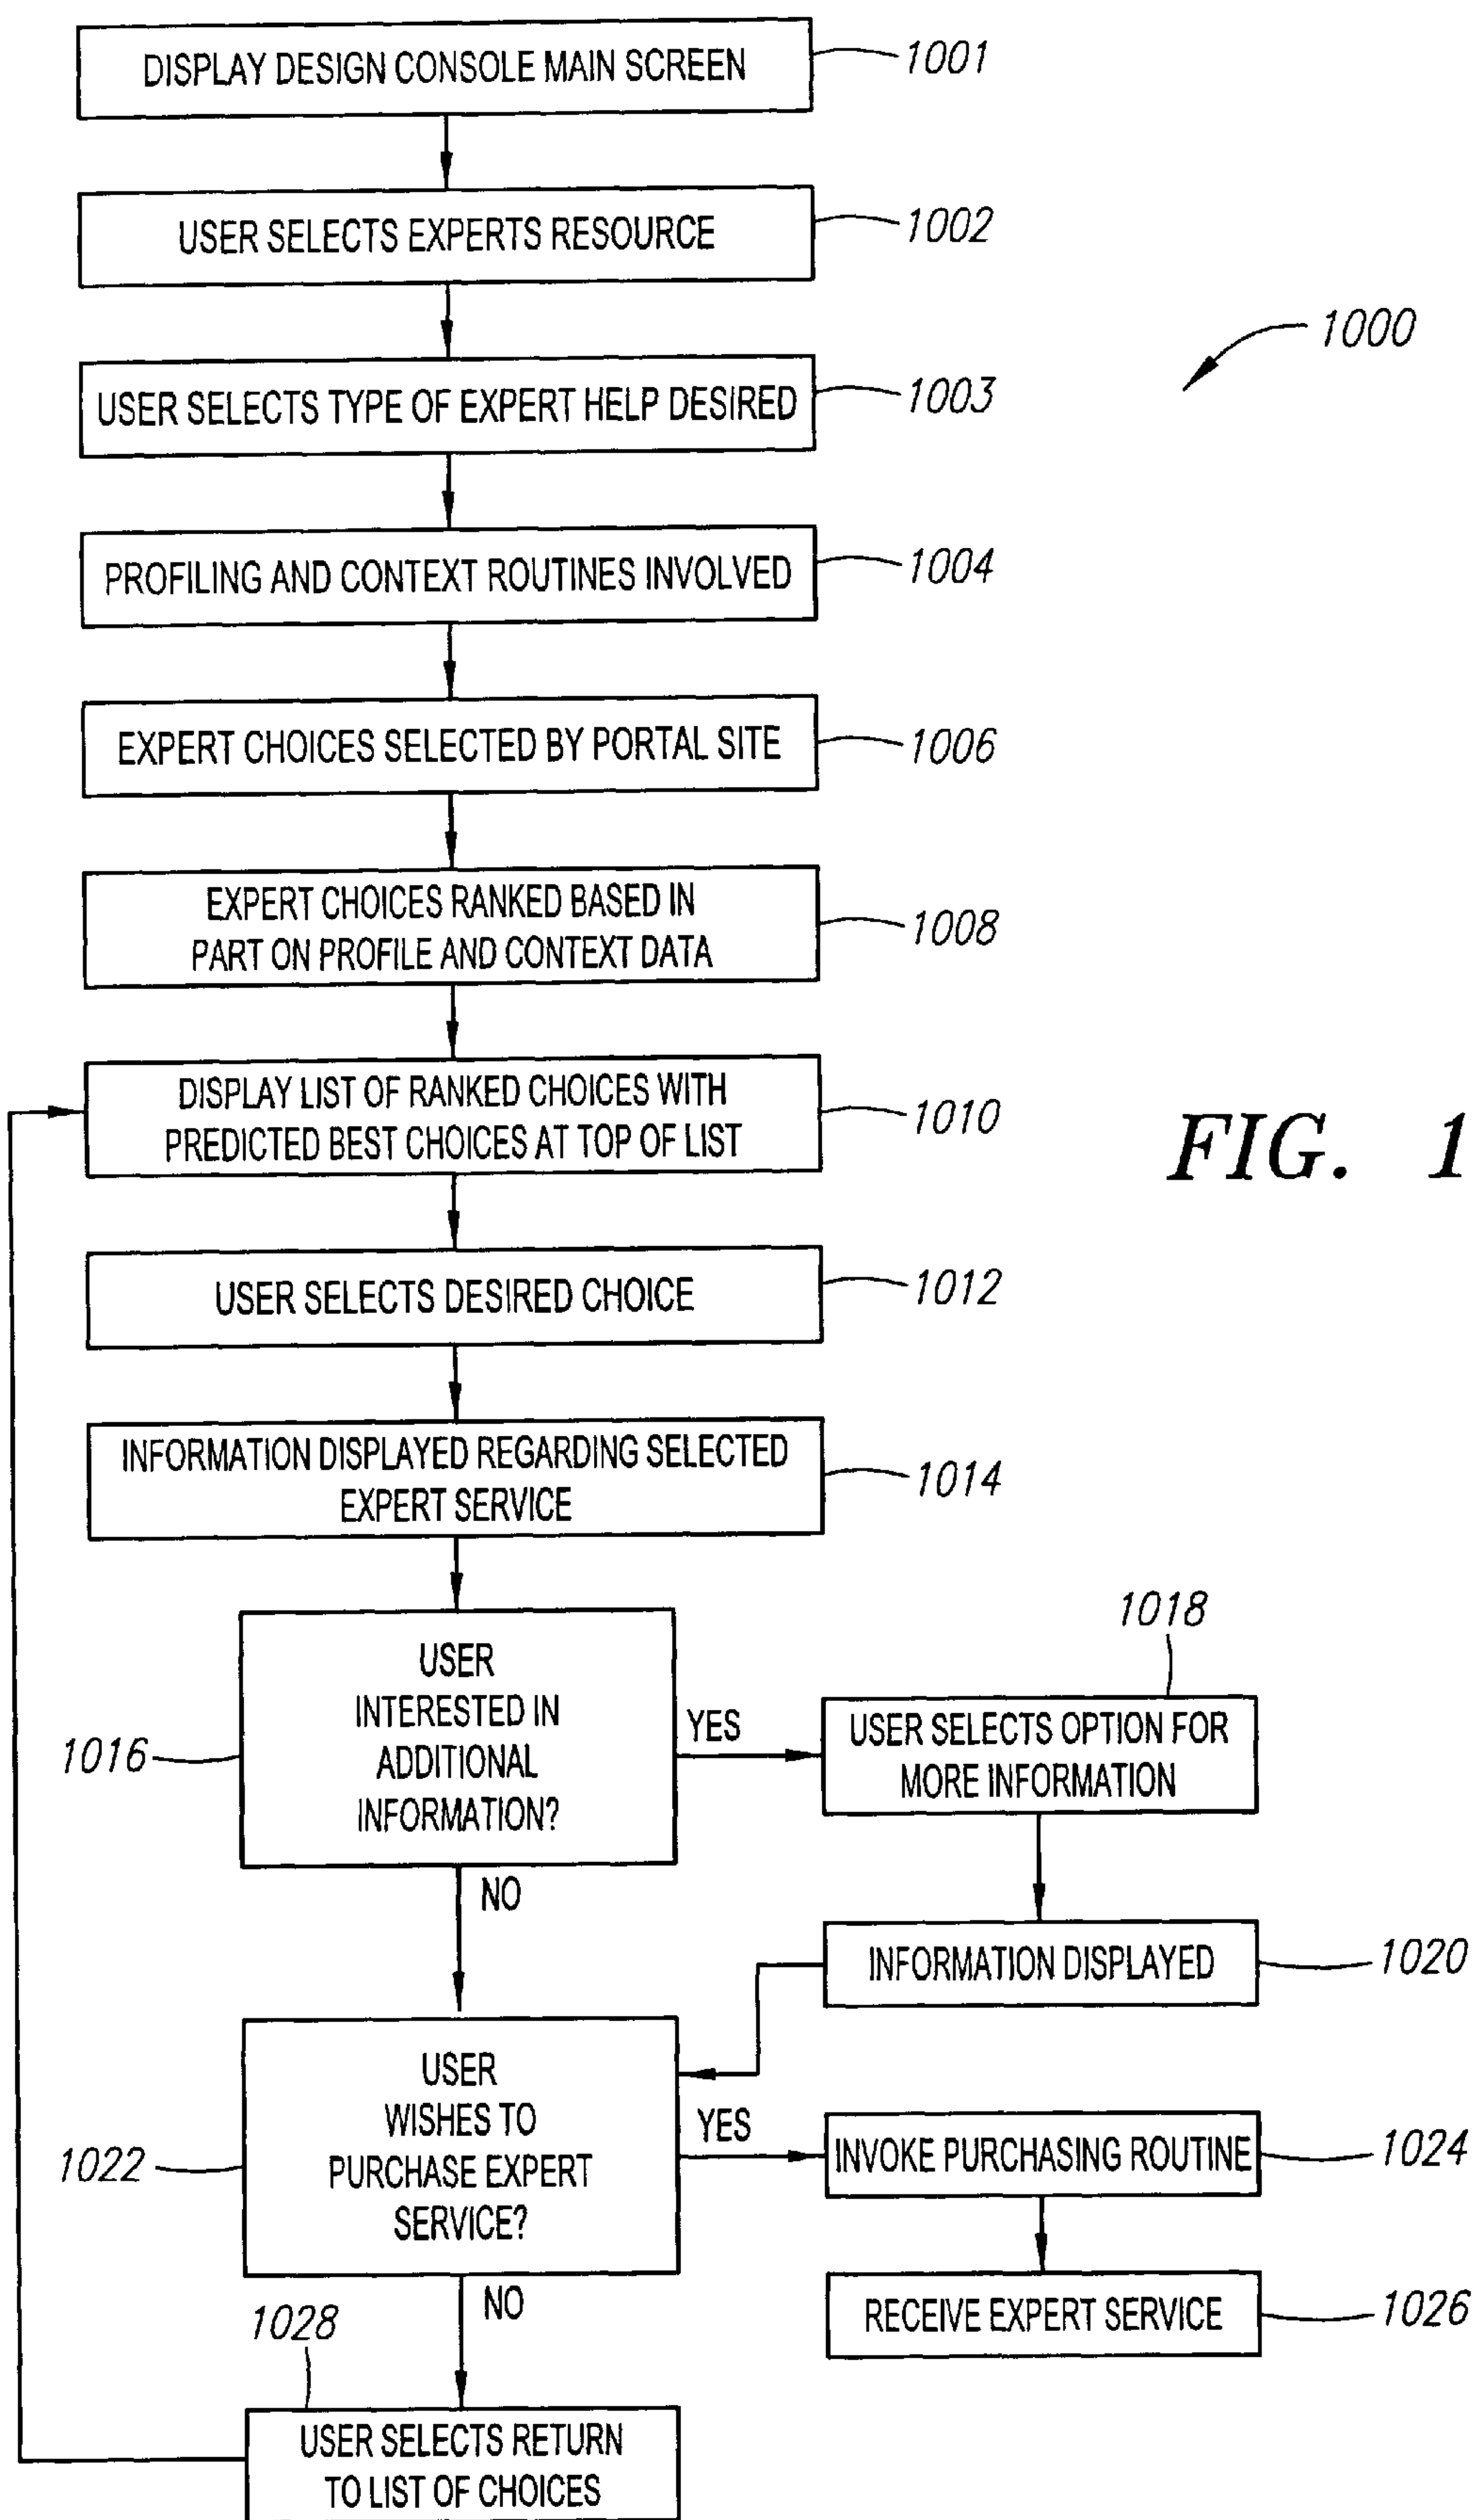 DISPLAY DESIGN CONSOLE MAIN SCREEN
1001
USER SELECTS EXPERTS RESOURCE
1002
1000
USER SELECTS TYPE OF EXPERT HELP DESIRED
1003
PROFILING AND CONTEXT ROUTINES INVOLVED
1004
EXPERT CHOICES SELECTED BY PORTAL SITE
1006
EXPERT CHOICES RANKED BASED IN
PART ON PROFILE AND CONTEXT DATA
1008
DISPLAY LIST OF RANKED CHOICES WITH
PREDICTED BEST CHOICES AT TOP OF LIST
1010
FIG. 1
USER SELECTS DESIRED CHOICE
1012
INFORMATION DISPLAYED REGARDING SELECTED
EXPERT SERVICE
1014
1016
USER
INTERESTED IN
ADDITIONAL
INFORMATION?
YES
NO
1018
USER SELECTS OPTION FOR
MORE INFORMATION
INFORMATION DISPLAYED
1020
1022
USER
WISHES TO
PURCHASE EXPERT
SERVICE?
YES
NO
INVOKE PURCHASING ROUTINE
1024
RECEIVE EXPERT SERVICE
1026
1028
USER SELECTS RETURN
TO LIST OF CHOICES